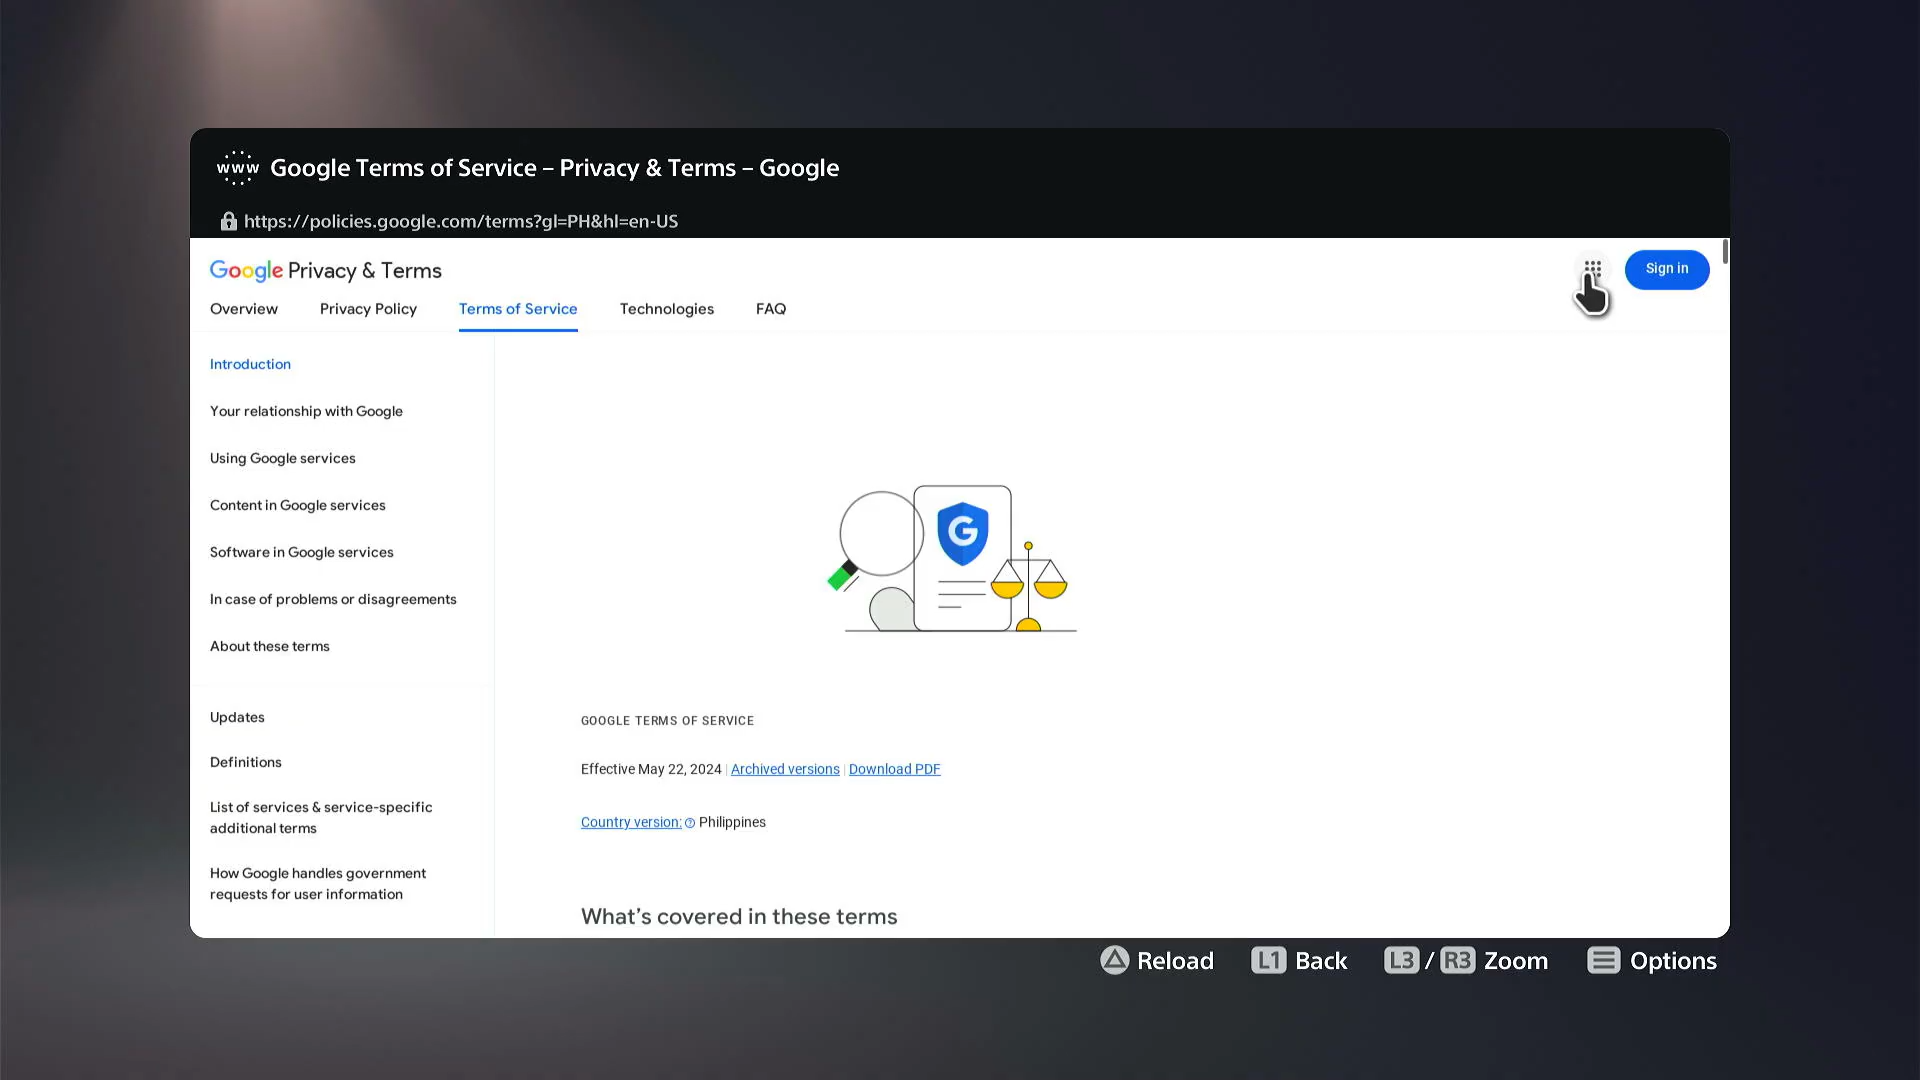 www Google Terms of Service – Privacy & Terms – Google
https://policies.google.com/terms?gl=PH&hl=en-US
Google Privacy & Terms
Sign in
Overview Privacy Policy Terms of Service Technologies FAQ
Introduction
Your relationship with Google
Using Google services
Content in Google services
Software in Google services
In case of problems or disagreements
About these terms
Updates
Definitions
List of services & service-specific
additional terms
How Google handles government
requests for user information
G
GOOGLE TERMS OF SERVICE
Effective May 22, 2024 | Archived versions | Download PDF
Country version: ? Philippines
What’s covered in these terms
Reload L1 Back L3 / R3 Zoom Options